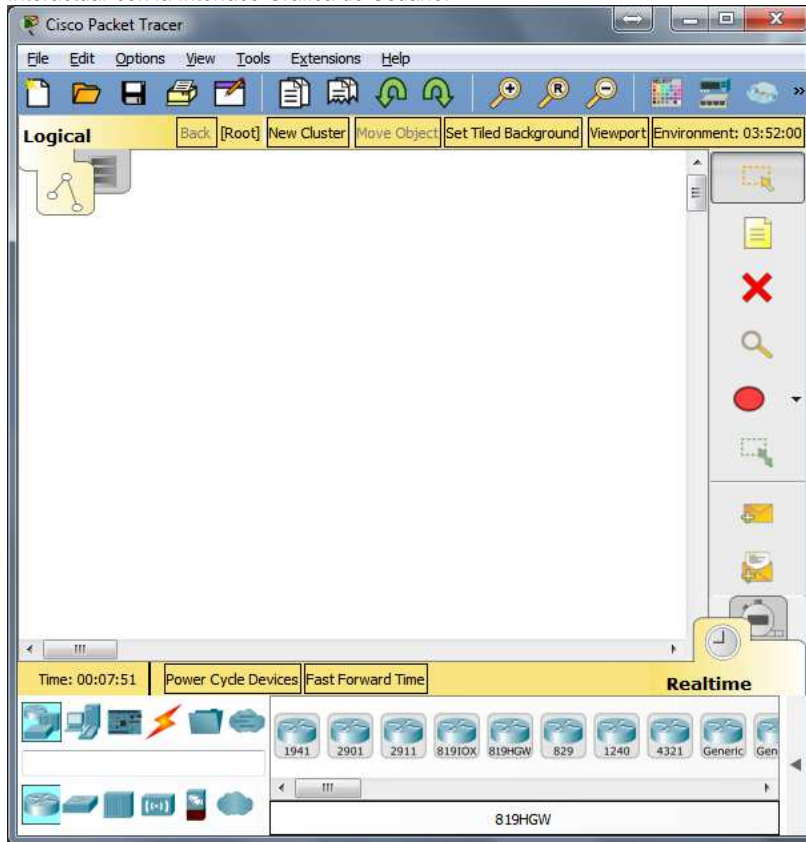 Cisco Packet Tracer
File Edit Options View Tools Extensions Help
Logical Back [Root] New Cluster Move Object Set Tiled Background Viewport Environment: 03:52:00
Time: 00:07:51 Power Cycle Devices Fast Forward Time Realtime
1941 2901 2911 819IOX 819HGW 829 1240 4321 Generic Gen
819HGW